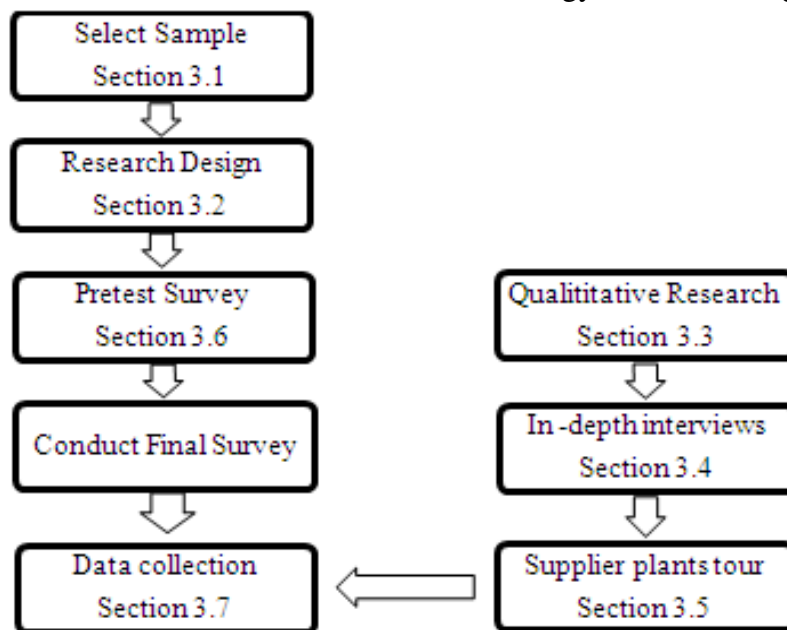 Select Sample
Section 3.1
Research Design
Section 3.2
Pretest Survey
Section 3.6
Conduct Final Survey
Data collection
Section 3.7
Qualititative Research
Section 3.3
In -depth interviews
Section 3.4
Supplier plants tour
Section 3.5